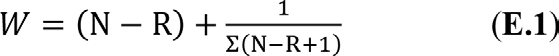 W = (N − R) + 1/Σ(N−R+1) (E.1)